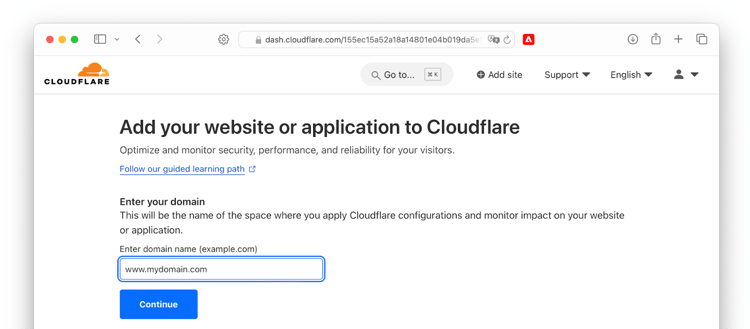 dash.cloudflare.com/155ec15a52a18a14801e04b019da5e
CLOUDFLARE
Go to... ⌘ K
Add site
Support
English
Add your website or application to Cloudflare
Optimize and monitor security, performance, and reliability for your visitors.
Follow our guided learning path
Enter your domain
This will be the name of the space where you apply Cloudflare configurations and monitor impact on your website
or application.
Enter domain name (example.com)
www.mydomain.com
Continue